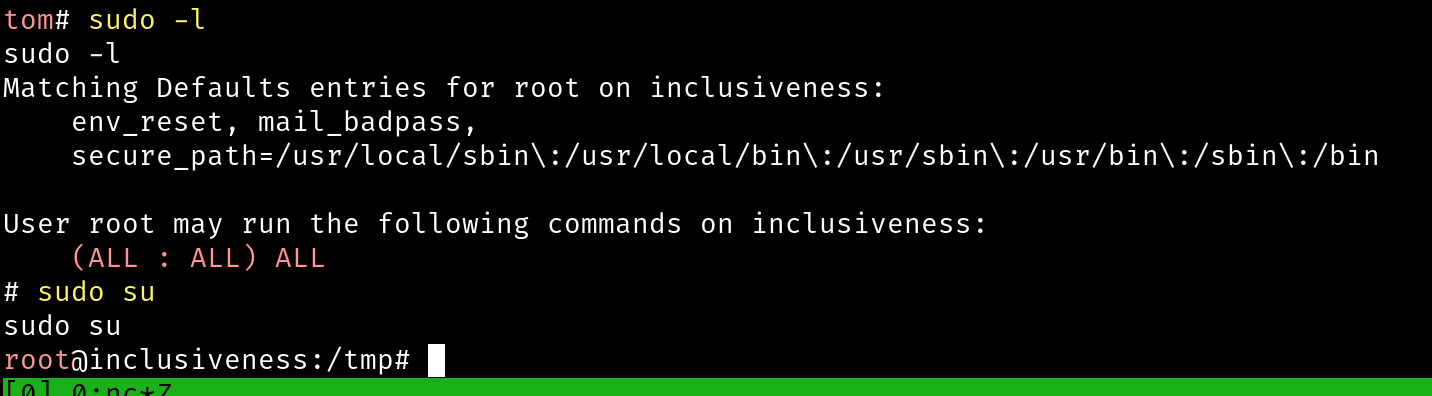 tom# sudo -l
sudo -l
Matching Defaults entries for root on inclusiveness:
    env_reset, mail_badpass,
    secure_path=/usr/local/sbin\:/usr/local/bin\:/usr/sbin\:/usr/bin\:/sbin\:/bin

User root may run the following commands on inclusiveness:
    (ALL : ALL) ALL
# sudo su
sudo su
root@inclusiveness:/tmp#
[0] 0:nc*Z